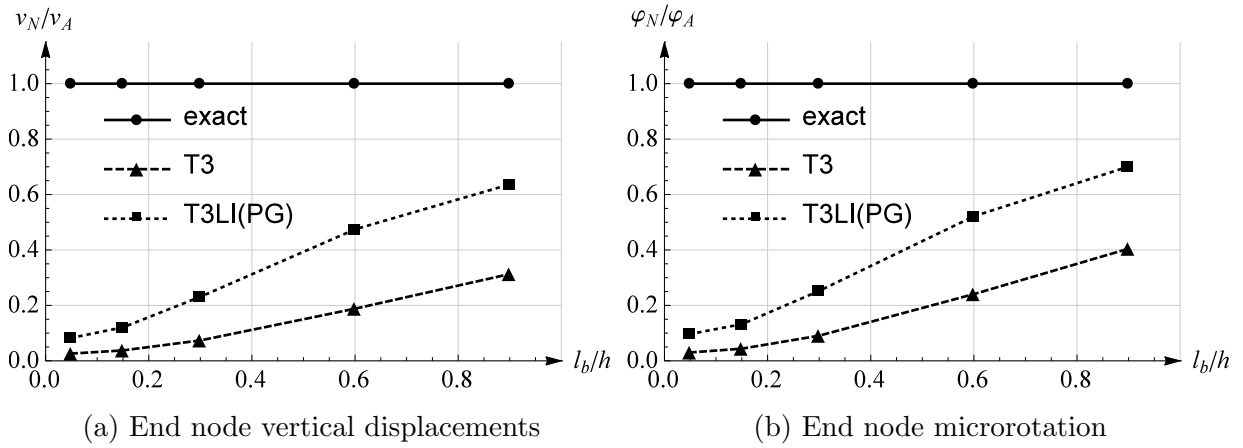 v_N/v_A
1.0
0.8
0.6
0.4
0.2
0.0
exact
T3
T3LI(PG)
0.0 0.2 0.4 0.6 0.8
l_b/h
(a) End node vertical displacements
φ_N/φ_A
1.0
0.8
0.6
0.4
0.2
0.0
exact
T3
T3LI(PG)
0.0 0.2 0.4 0.6 0.8
l_b/h
(b) End node microrotation